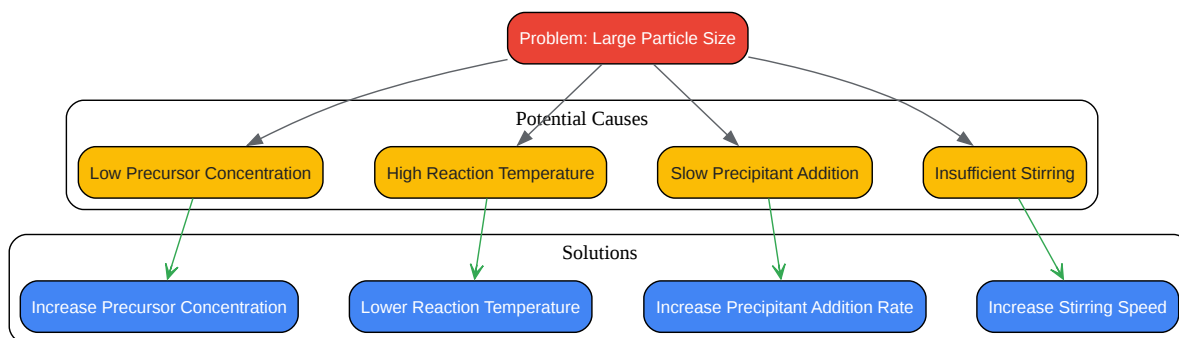 Problem: Large Particle Size
Potential Causes
Low Precursor Concentration
High Reaction Temperature
Slow Precipitant Addition
Insufficient Stirring
Solutions
Increase Precursor Concentration
Lower Reaction Temperature
Increase Precipitant Addition Rate
Increase Stirring Speed